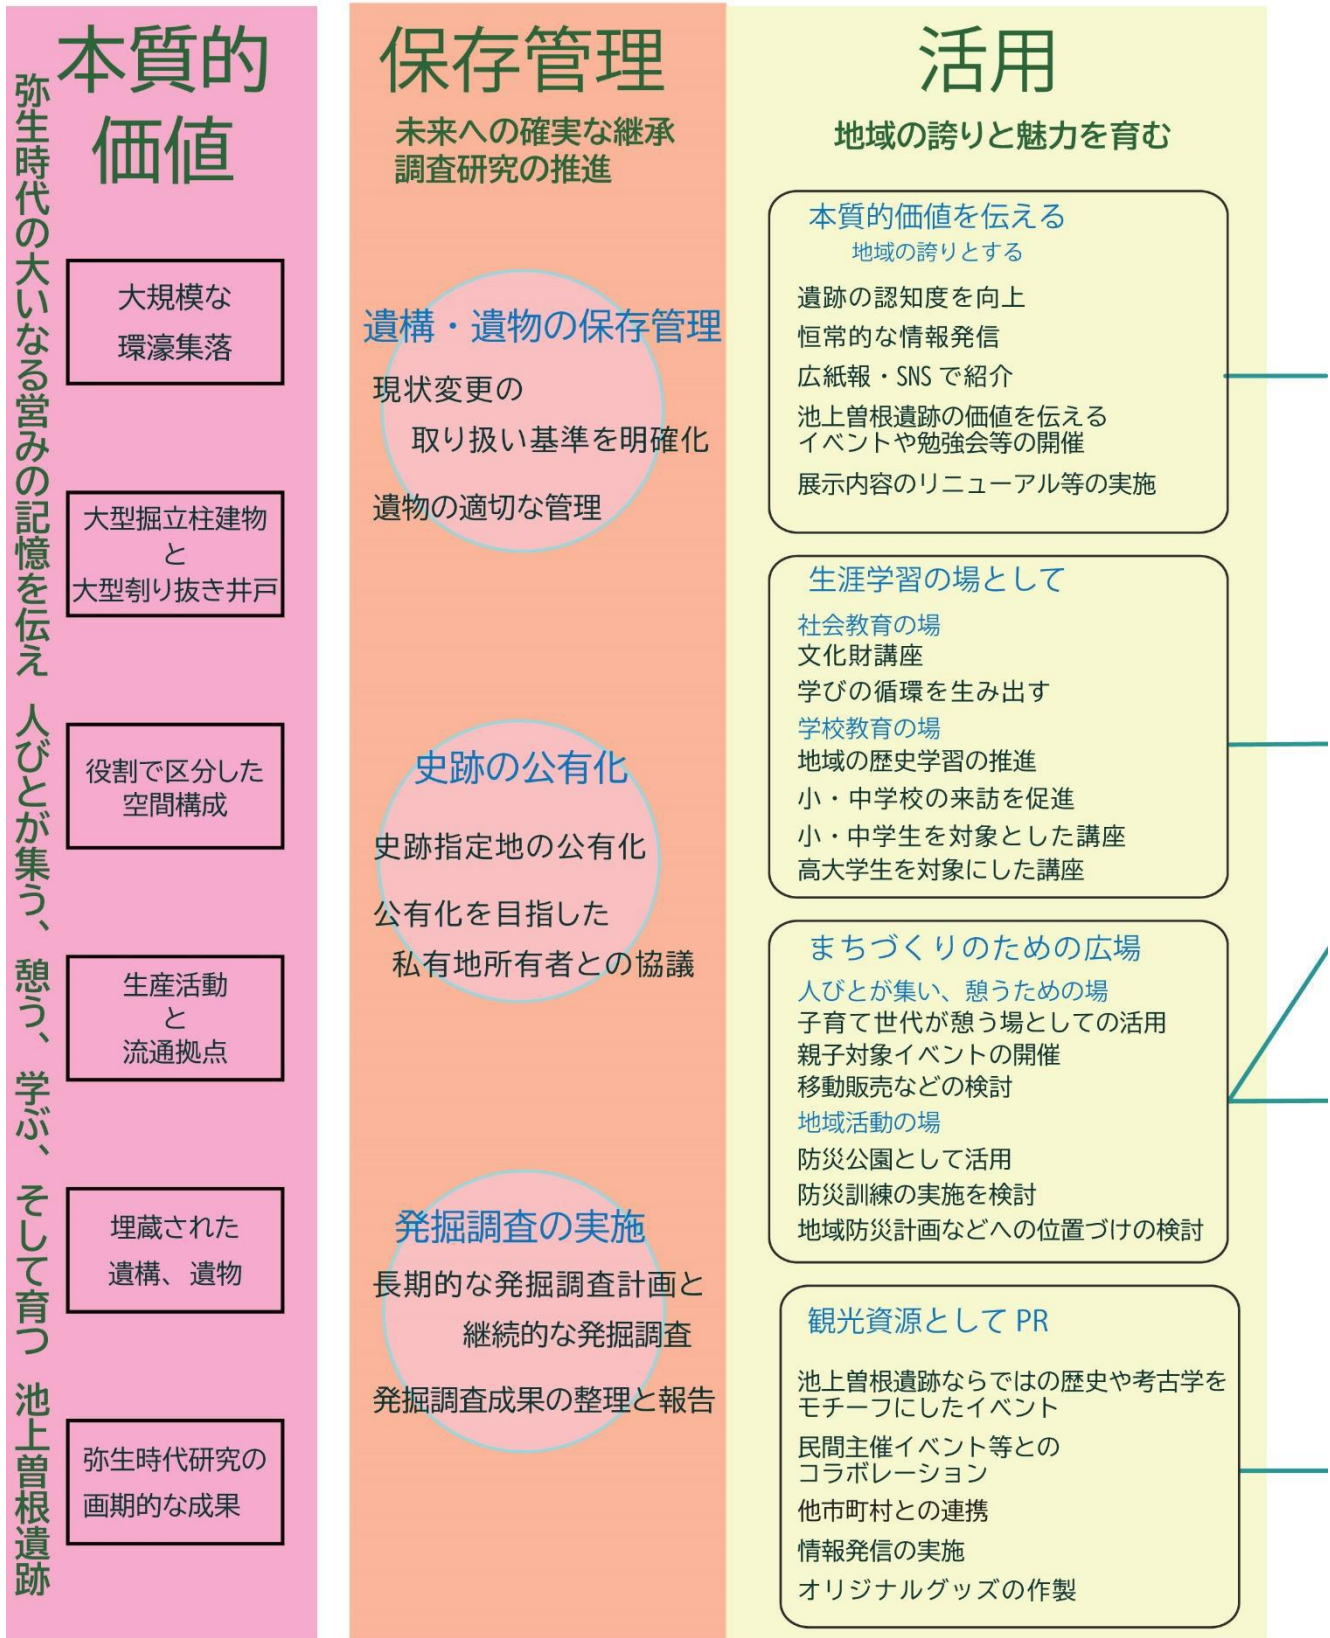 弥生時代の大いなる営みの記憶を伝え 人びとが集う、憩う、学ぶ、そして育つ 池上曽根遺跡
本質的
価値
大規模な
環濠集落
大型掘立柱建物
と
大型刳り抜き井戸
役割で区分した
空間構成
生産活動
と
流通拠点
埋蔵された
遺構、遺物
弥生時代研究の
画期的な成果
保存管理
未来への確実な継承
調査研究の推進
遺構・遺物の保存管理
現状変更の
取り扱い基準を明確化
遺物の適切な管理
史跡の公有化
史跡指定地の公有化
公有化を目指した
私有地所有者との協議
発掘調査の実施
長期的な発掘調査計画と
継続的な発掘調査
発掘調査成果の整理と報告
活用
地域の誇りと魅力を育む
本質的価値を伝える
地域の誇りとする
遺跡の認知度を向上
恒常的な情報発信
広紙報・SNSで紹介
池上曽根遺跡の価値を伝える
イベントや勉強会等の開催
展示内容のリニューアル等の実施
生涯学習の場として
社会教育の場
文化財講座
学びの循環を生み出す
学校教育の場
地域の歴史学習の推進
小・中学校の来訪を促進
小・中学生を対象とした講座
高大学生を対象にした講座
まちづくりのための広場
人びとが集い、憩うための場
子育て世代が憩う場としての活用
親子対象イベントの開催
移動販売などの検討
地域活動の場
防災公園として活用
防災訓練の実施を検討
地域防災計画などへの位置づけの検討
観光資源としてPR
池上曽根遺跡ならではの歴史や考古学を
モチーフにしたイベント
民間主催イベント等との
コラボレーション
他市町村との連携
情報発信の実施
オリジナルグッズの作製